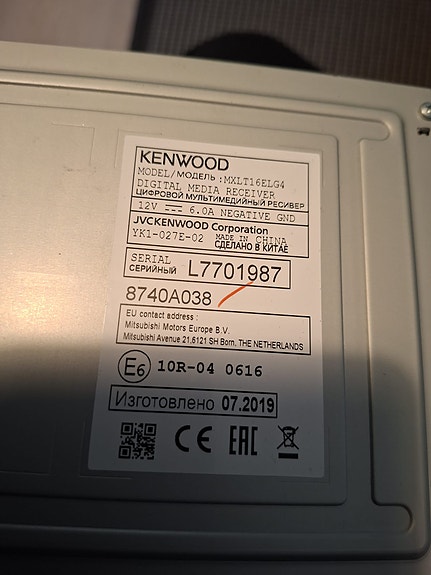 KENWOOD
MODEL/МОДЕЛЬ :MXLT16ELG4
DIGITAL MEDIA RECEIVER
ЦИФРОВОЙ МУЛЬТИМЕДИЙНЫЙ РЕСИВЕР
12V ⎓ 6.0A NEGATIVE GND
JVCKENWOOD Corporation
YK1-027E-02 MADE IN CHINA
СДЕЛАНО В КИТАЕ
SERIAL
СЕРИЙНЫЙ L7701987
8740A038
EU contact address :
Mitsubishi Motors Europe B.V.
Mitsubishi Avenue 21,6121 SH Born, THE NETHERLANDS
E6 10R-04 0616
Изготовлено 07.2019
CE EAC